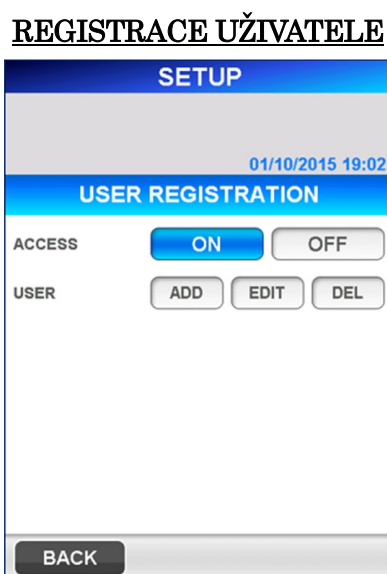 REGISTRACE UŽIVATELE
SETUP
01/10/2015 19:02
USER REGISTRATION
ACCESS ON OFF
USER ADD EDIT DEL
BACK